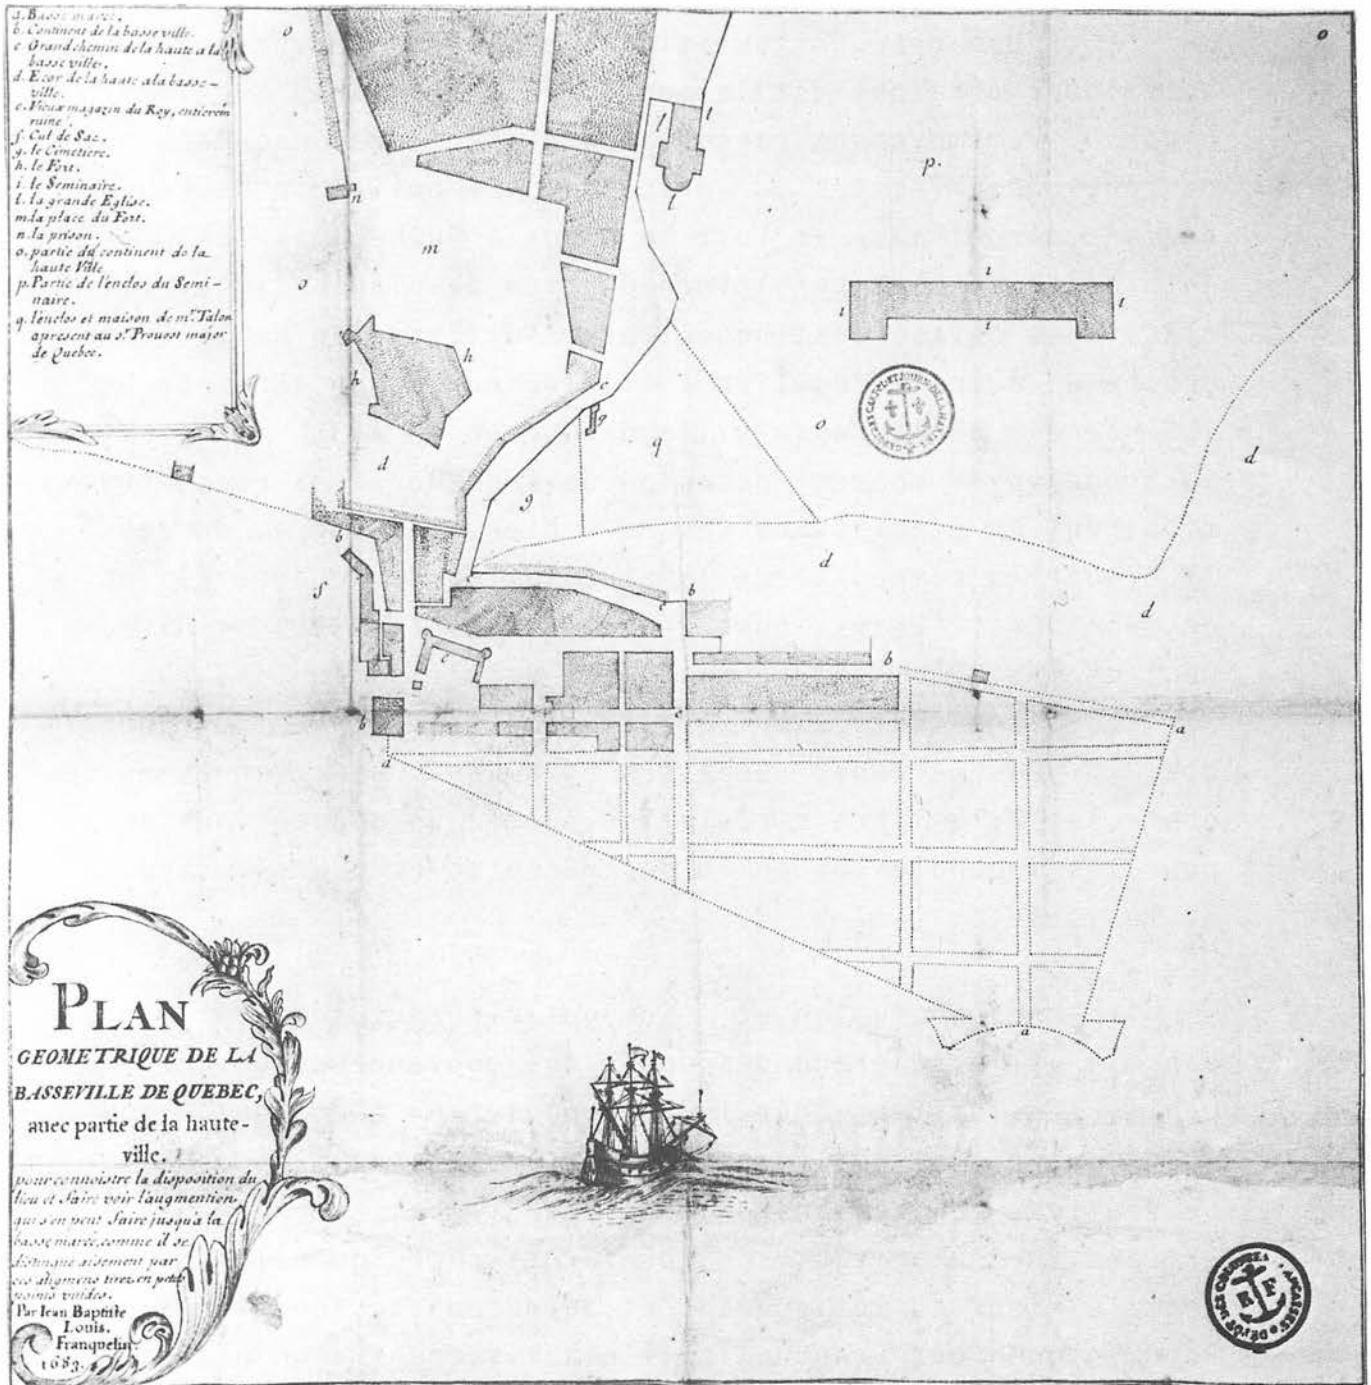 a. Basse marée.
b. Continent de la basse ville.
c. Grand chemin de la haute a la
basse ville.
d. Ecor de la haute a la basse-
ville.
e. Vieux magazin du Roy, entierem̃
ruiné.
f. Cul de Sac.
g. le Cimetiere.
h. le Fort.
i. le Seminaire.
l. la grande Eglise.
m. la place du Fort.
n. la prison.
o. partie du continent de la
haute Ville
p. Partie de l'enclos du Semi-
naire.
q. l'enclos et maison de mr. Talon
apresent au sr. Prouost major
de Quebec.
o
o
l
l
l
p.
n
m
o
i
i
i
i
h
h
c
q
q
o
d
d
g
b
d
d
f
c
b
e
b
b
a
a
a
PLAN
GEOMETRIQUE DE LA
BASSEVILLE DE QUEBEC,
auec partie de la haute-
ville.
pour connoistre la disposition du
lieu et faire voir l'augmention
qui s'en peut faire jusqu'a la
basse marée, comme il se
distingue aisement par
ces aligmens tirez en petits
points vuides.
Par Iean Baptiste
Louis.
Franquelin.
1683.